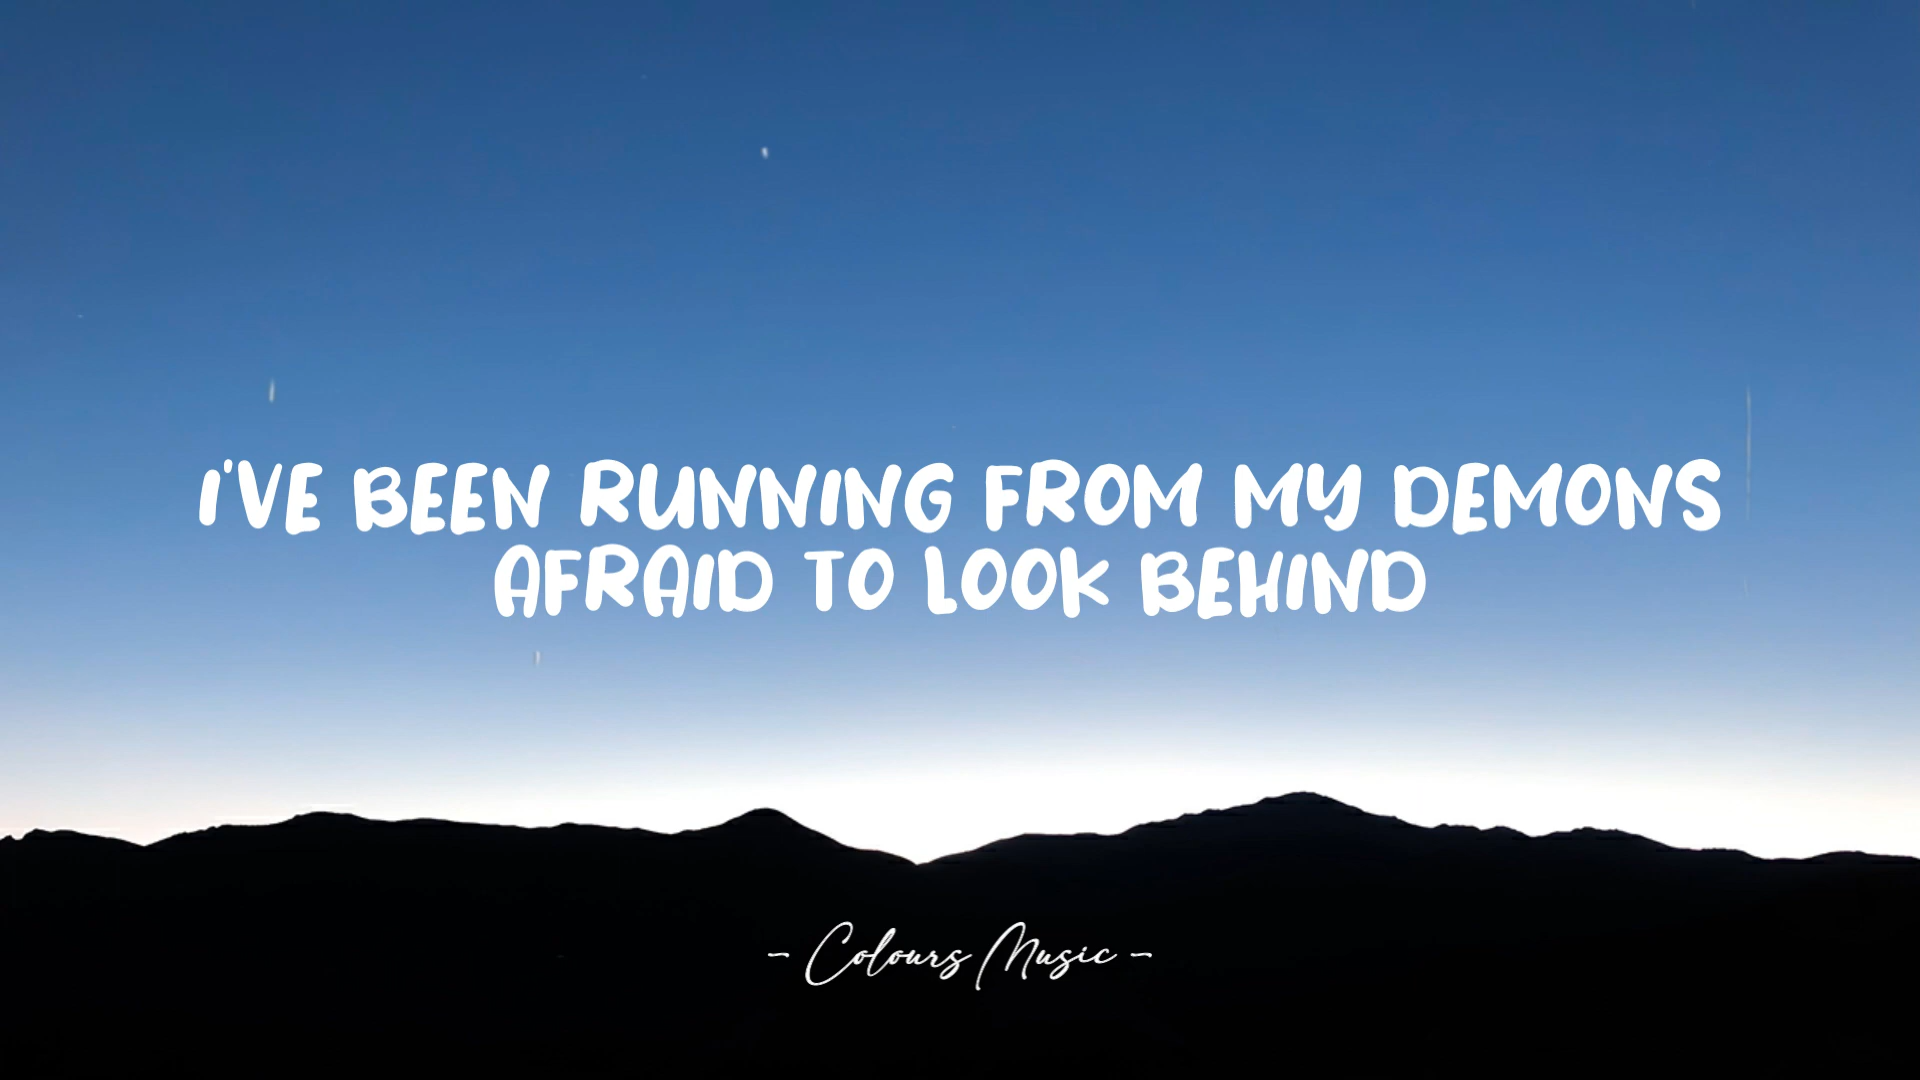 I'VE BEEN RUNNING FROM MY DEMONS
AFRAID TO LOOK BEHIND
- Colours Music -